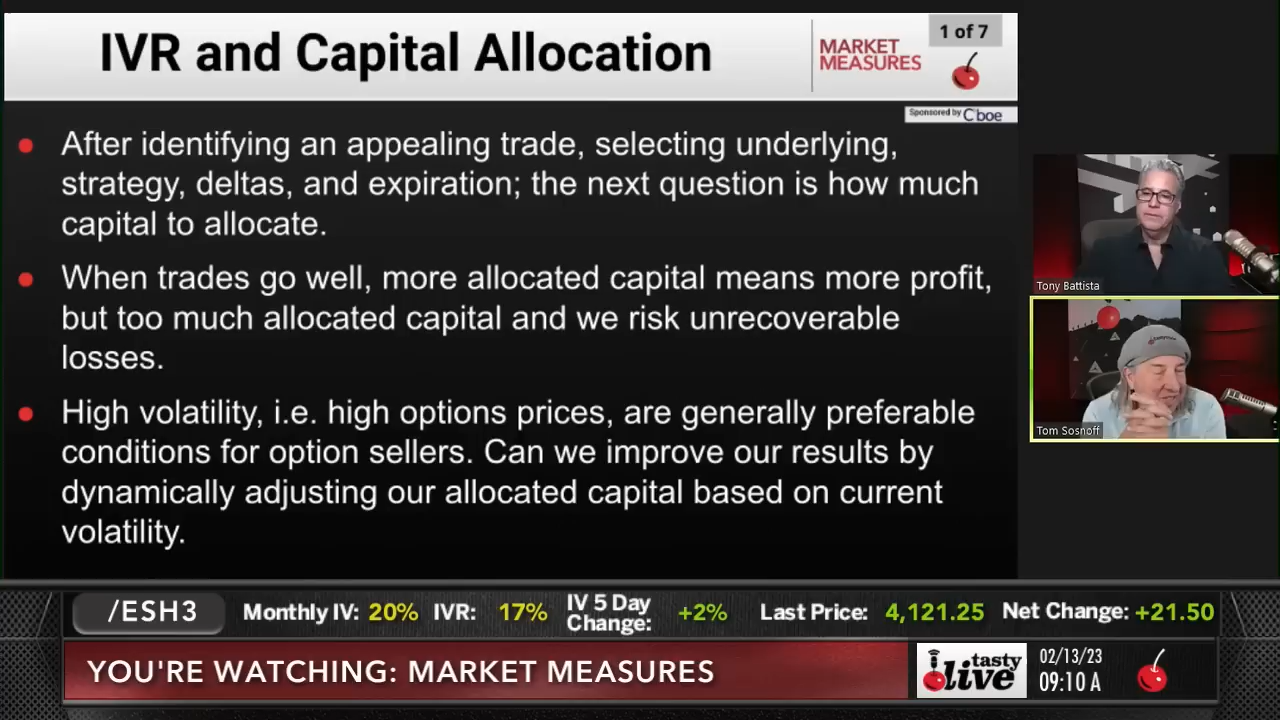 IVR and Capital Allocation
MARKET
MEASURES
1 of 7
Sponsored by Cboe
After identifying an appealing trade, selecting underlying,
strategy, deltas, and expiration; the next question is how much
capital to allocate.
When trades go well, more allocated capital means more profit,
but too much allocated capital and we risk unrecoverable
losses.
High volatility, i.e. high options prices, are generally preferable
conditions for option sellers. Can we improve our results by
dynamically adjusting our allocated capital based on current
volatility.
Tony Battista
Tom Sosnoff
/ESH3 Monthly IV: 20% IVR: 17% IV 5 Day Change: +2% Last Price: 4,121.25 Net Change: +21.50
YOU'RE WATCHING: MARKET MEASURES
tasty
live
02/13/23
09:10 A